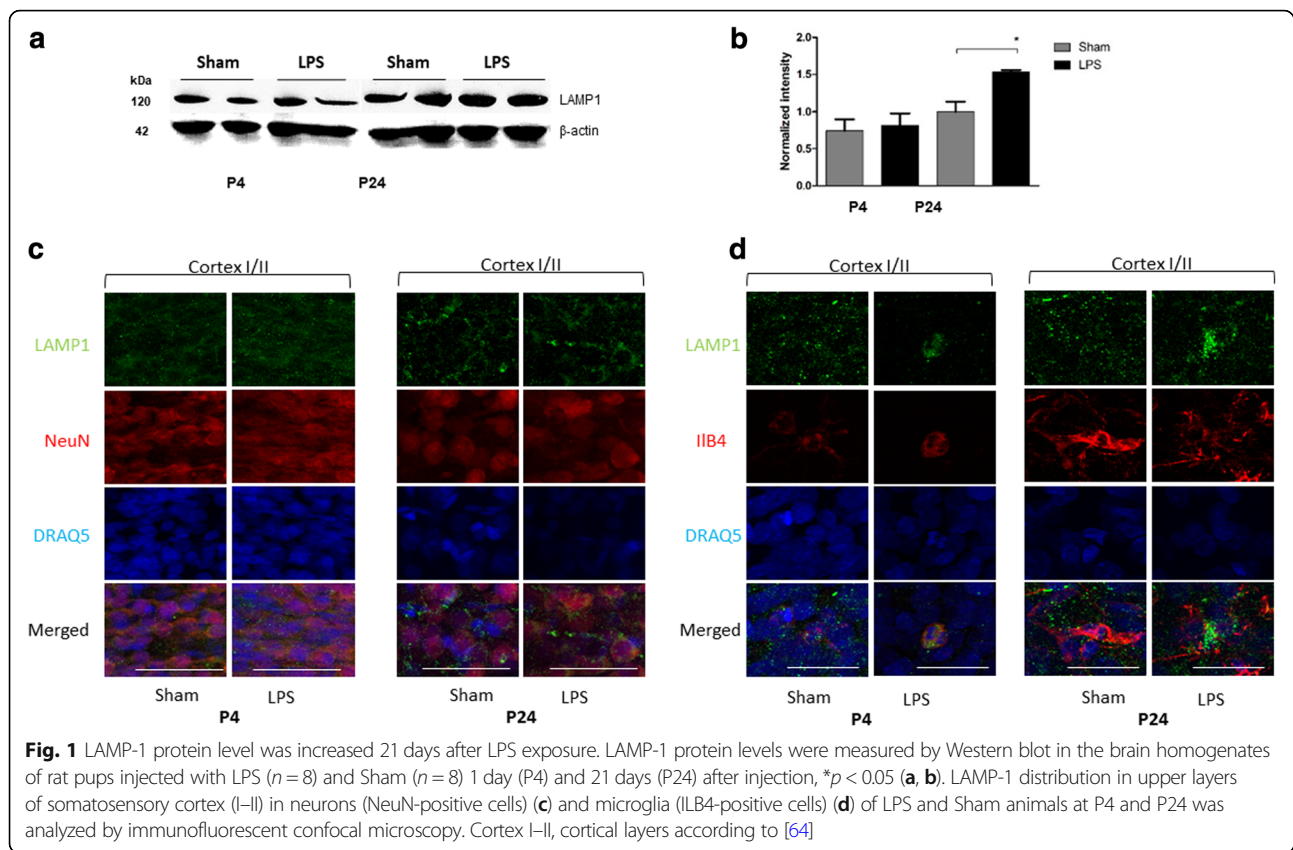 a
Sham LPS Sham LPS
kDa
120 LAMP1
42 β-actin
P4 P24
b
2.0
1.5
1.0
0.5
0.0
Normalized intensity
*
Sham
LPS
P4 P24
c
Cortex I/II Cortex I/II
LAMP1
NeuN
DRAQ5
Merged
Sham LPS Sham LPS
P4 P24
d
Cortex I/II Cortex I/II
LAMP1
IlB4
DRAQ5
Merged
Sham LPS Sham LPS
P4 P24
Fig. 1 LAMP-1 protein level was increased 21 days after LPS exposure. LAMP-1 protein levels were measured by Western blot in the brain homogenates
of rat pups injected with LPS (n = 8) and Sham (n = 8) 1 day (P4) and 21 days (P24) after injection, *p < 0.05 (a, b). LAMP-1 distribution in upper layers
of somatosensory cortex (I–II) in neurons (NeuN-positive cells) (c) and microglia (ILB4-positive cells) (d) of LPS and Sham animals at P4 and P24 was
analyzed by immunofluorescent confocal microscopy. Cortex I–II, cortical layers according to [64]